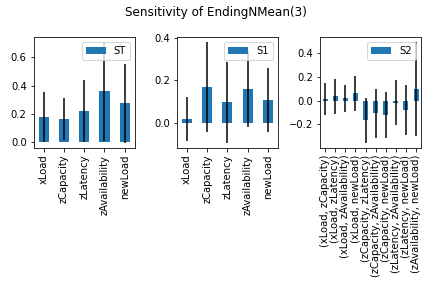 Sensitivity of EndingNMean(3)
ST
0.6
0.4
0.2
0.0
xLoad
zCapacity
zLatency
zAvailability
newLoad
S1
0.4
0.2
0.0
xLoad
zCapacity
zLatency
zAvailability
newLoad
S2
0.4
0.2
0.0
−0.2
(xLoad, zCapacity)
(xLoad, zLatency)
(xLoad, zAvailability)
(xLoad, newLoad)
(zCapacity, zLatency)
(zCapacity, zAvailability)
(zCapacity, newLoad)
(zLatency, zAvailability)
(zLatency, newLoad)
(zAvailability, newLoad)